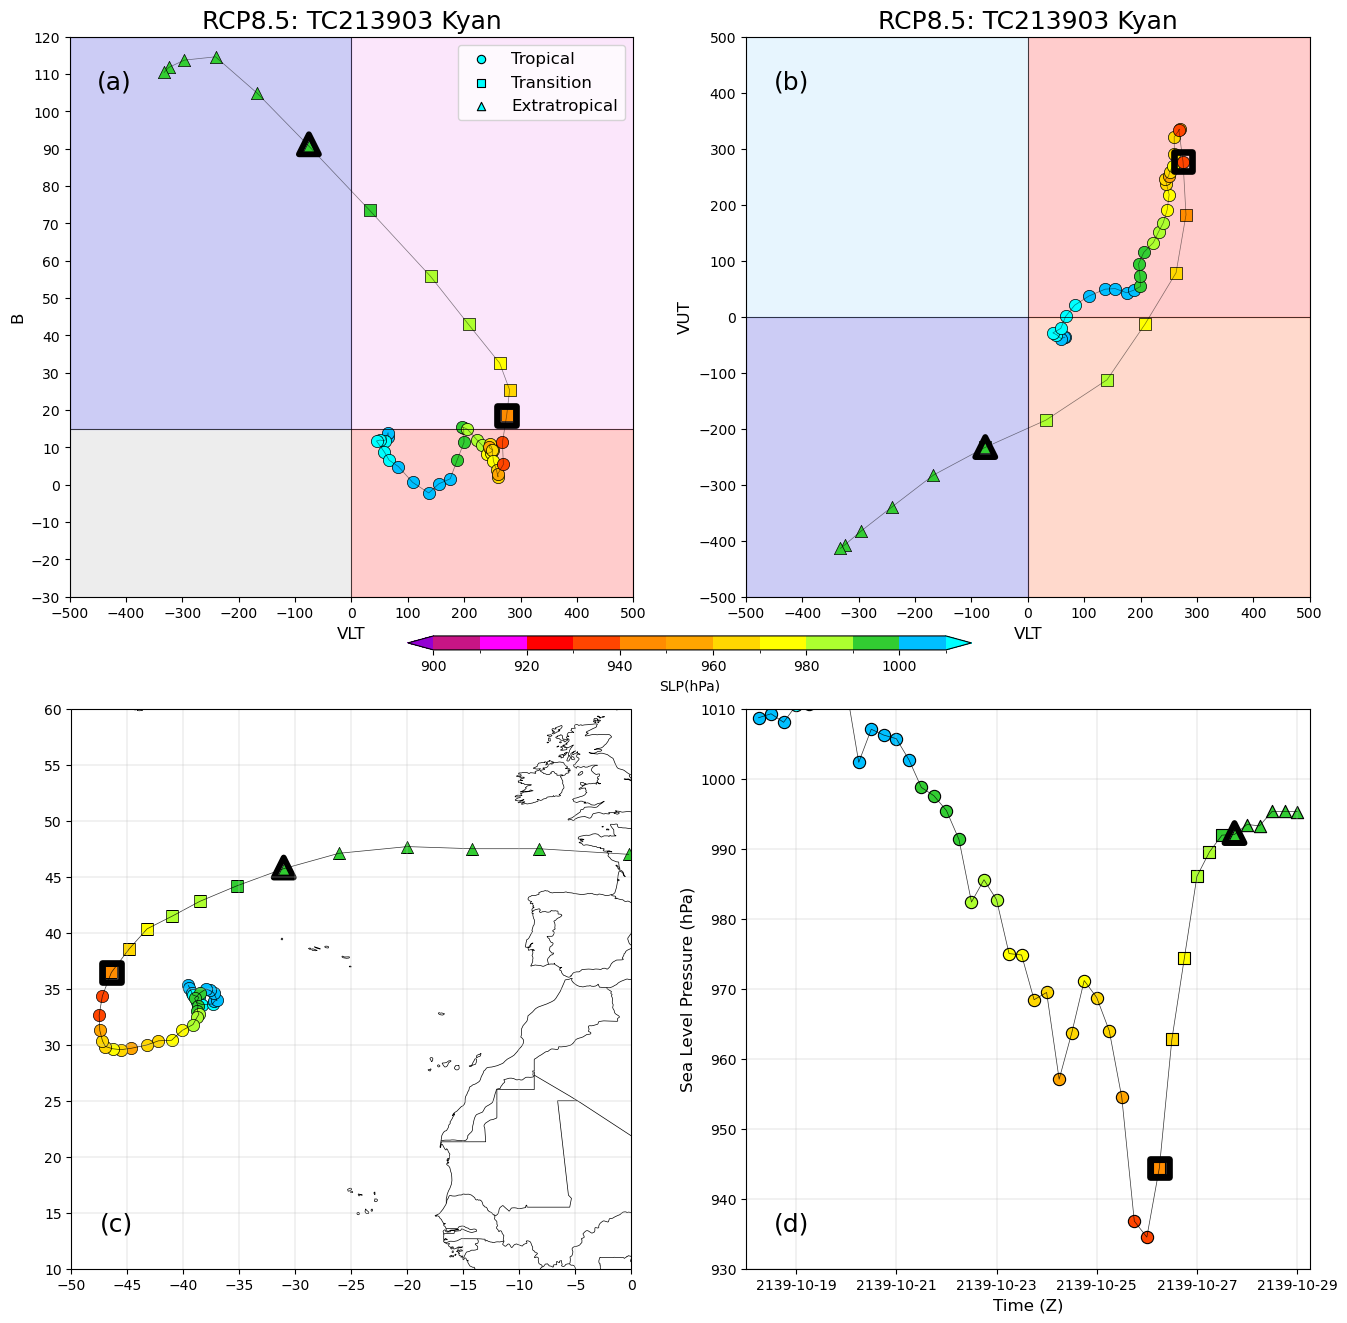 RCP8.5: TC213903 Kyan
RCP8.5: TC213903 Kyan
(a)
Tropical
Transition
Extratropical
120
110
100
90
80
70
60
50
40
30
20
10
0
−10
−20
−30
B
−500 −400 −300 −200 −100 0 100 200 300 400 500
VLT
(b)
500
400
300
200
100
0
−100
−200
−300
−400
−500
VUT
−500 −400 −300 −200 −100 0 100 200 300 400 500
VLT
900 920 940 960 980 1000
SLP(hPa)
60
55
50
45
40
35
30
25
20
15
10
(c)
−50 −45 −40 −35 −30 −25 −20 −15 −10 −5 0
1010
1000
990
980
970
960
950
940
930
Sea Level Pressure (hPa)
(d)
2139-10-19 2139-10-21 2139-10-23 2139-10-25 2139-10-27 2139-10-29
Time (Z)